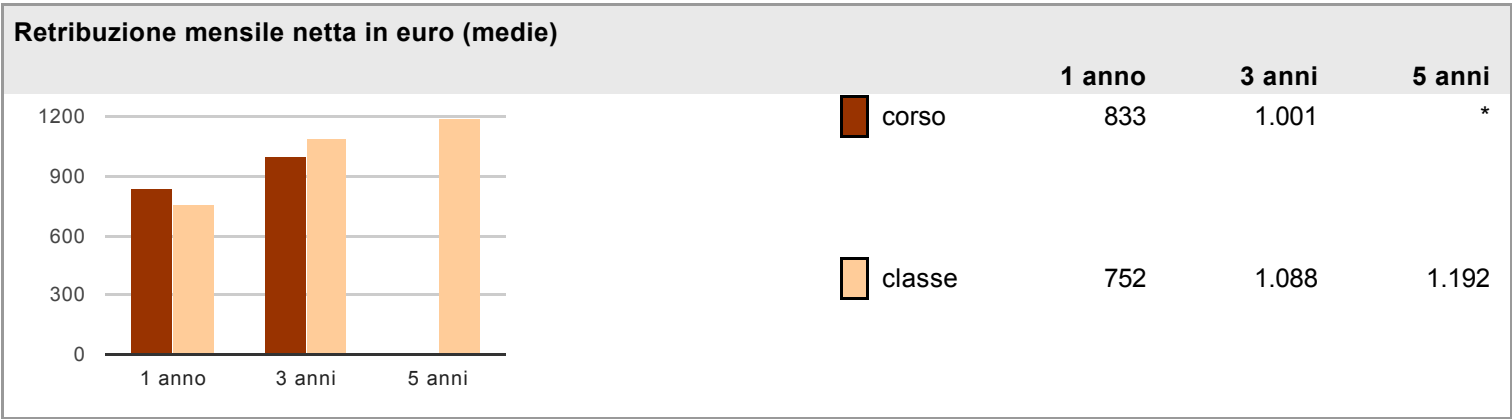 Retribuzione mensile netta in euro (medie)
1 anno 3 anni 5 anni
corso 833 1.001 *
classe 752 1.088 1.192
1200
900
600
300
0
1 anno 3 anni 5 anni